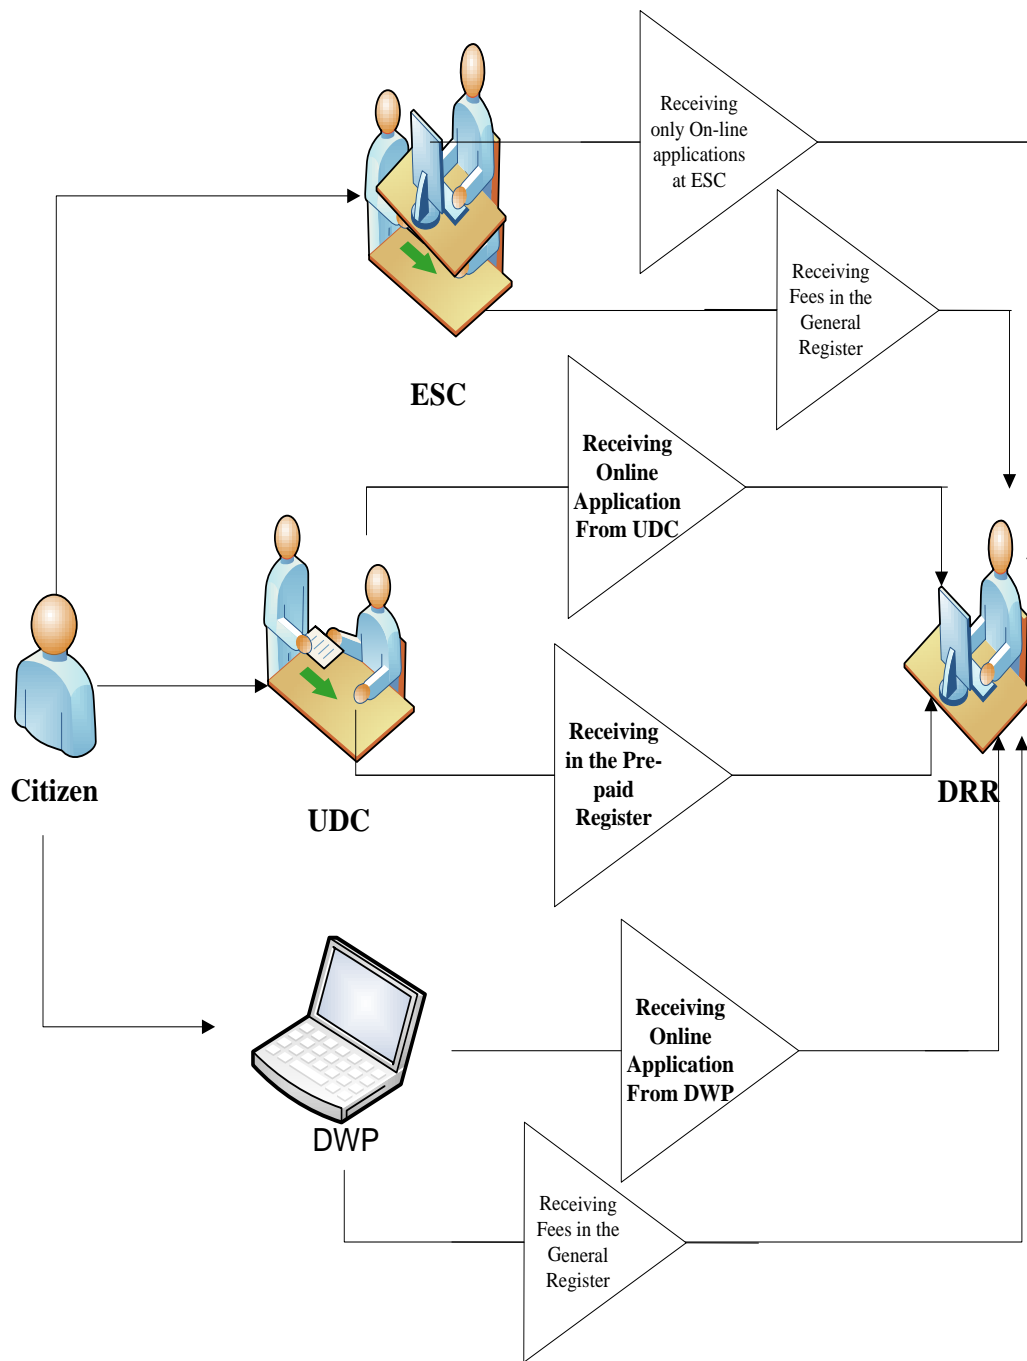 Receiving
only On-line
applications
at ESC
Receiving
Fees in the
General
Register
ESC
Receiving
Online
Application
From UDC
Citizen
UDC
Receiving
in the Pre-
paid
Register
DRR
Receiving
Online
Application
From DWP
DWP
Receiving
Fees in the
General
Register